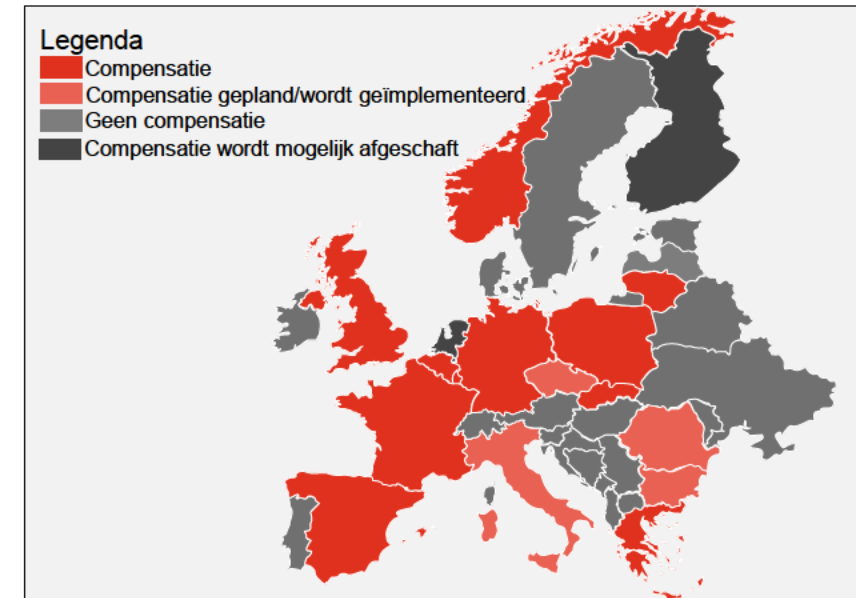 Legenda
Compensatie
Compensatie gepland/wordt geïmplementeerd
Geen compensatie
Compensatie wordt mogelijk afgeschaft